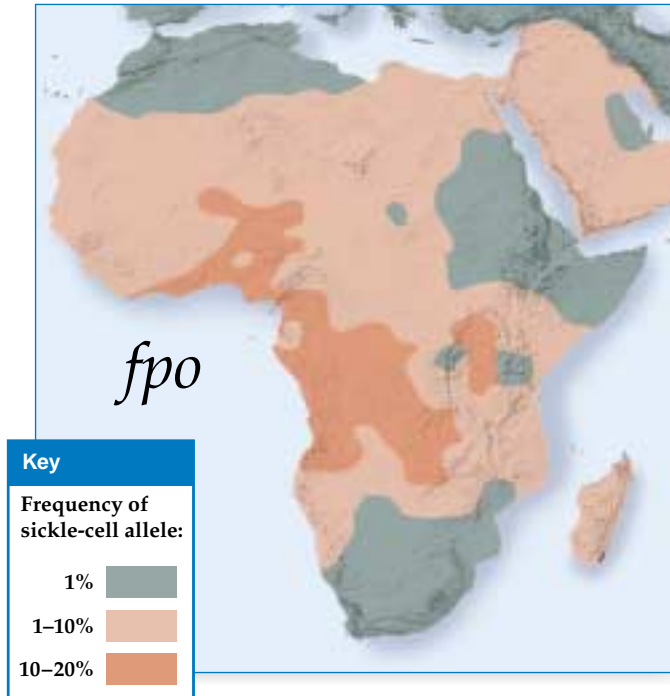 fpo
Key
Frequency of
sickle-cell allele:
1%
1–10%
10–20%